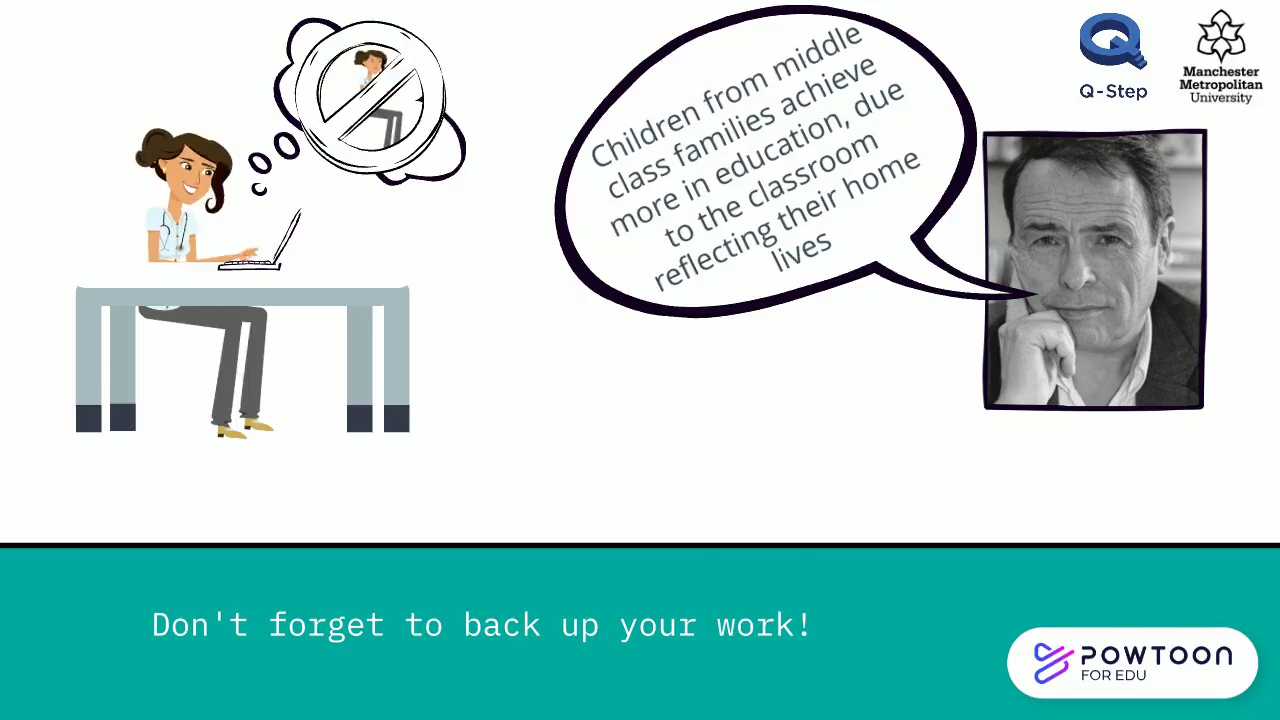 Children from middle
class families achieve
more in education, due
to the classroom
reflecting their home
lives
Q-Step
Manchester
Metropolitan
University
Don't forget to back up your work!
POWTOON
FOR EDU